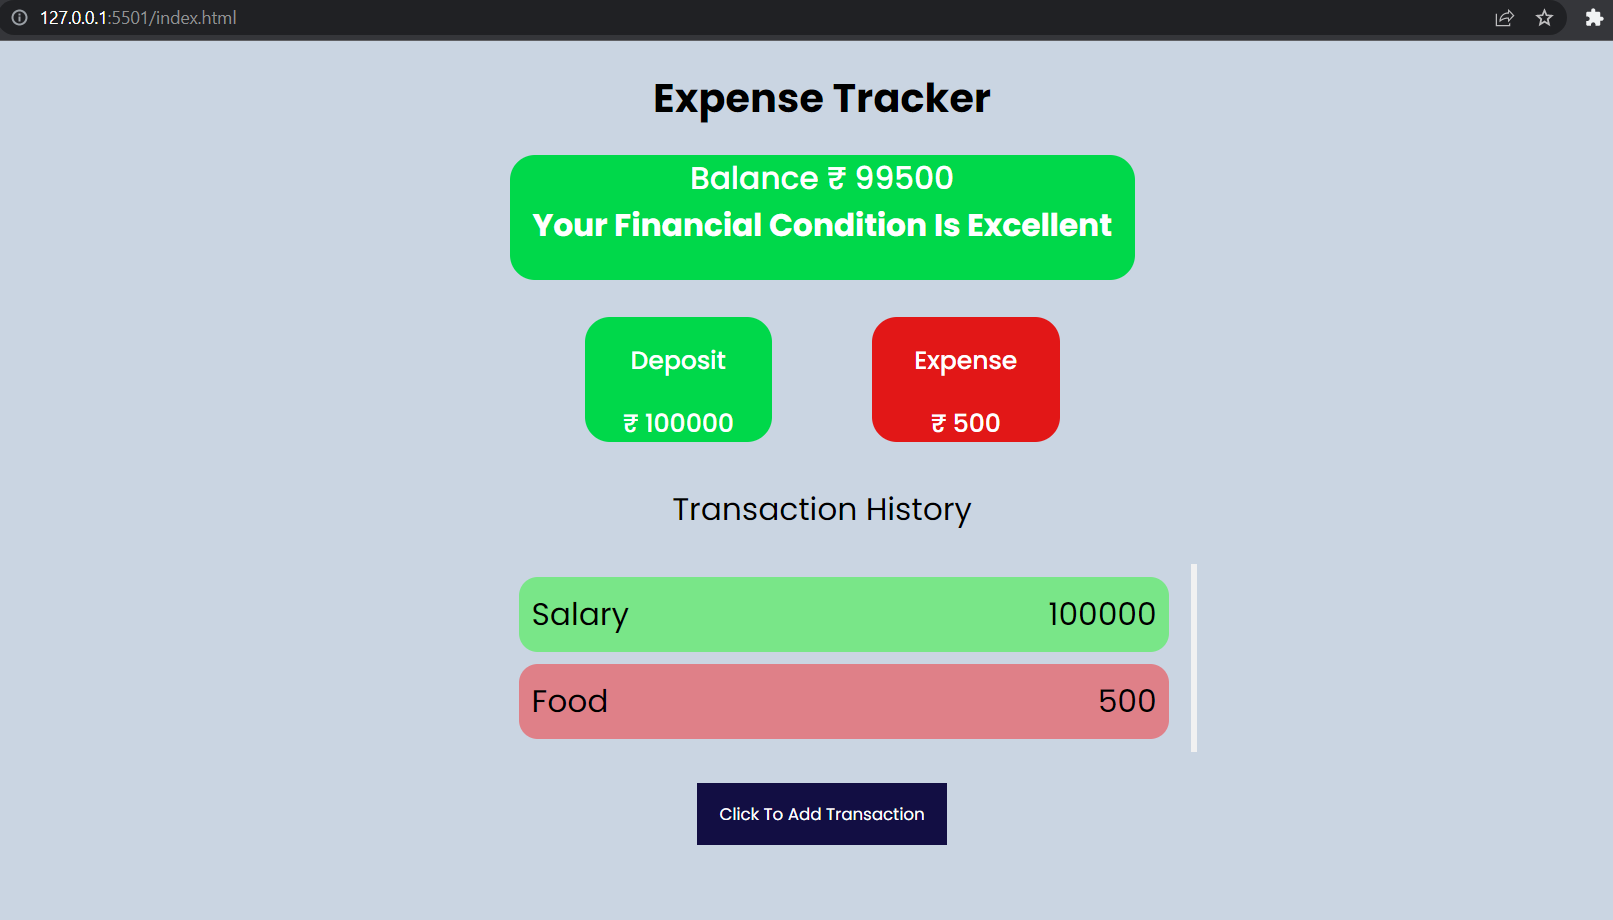 127.0.0.1:5501/index.html
Expense Tracker
Balance ₹ 99500
Your Financial Condition Is Excellent
Deposit
₹ 100000
Expense
₹ 500
Transaction History
Salary 100000
Food 500
Click To Add Transaction